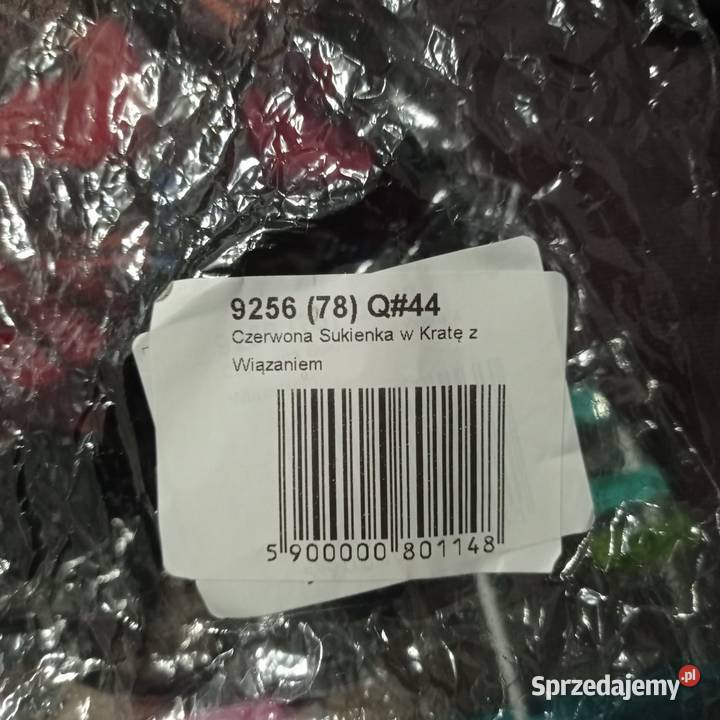 9256 (78) Q#44
Czerwona Sukienka w Kratę z
Wiązaniem
5 900000 801148
Sprzedajemy.pl